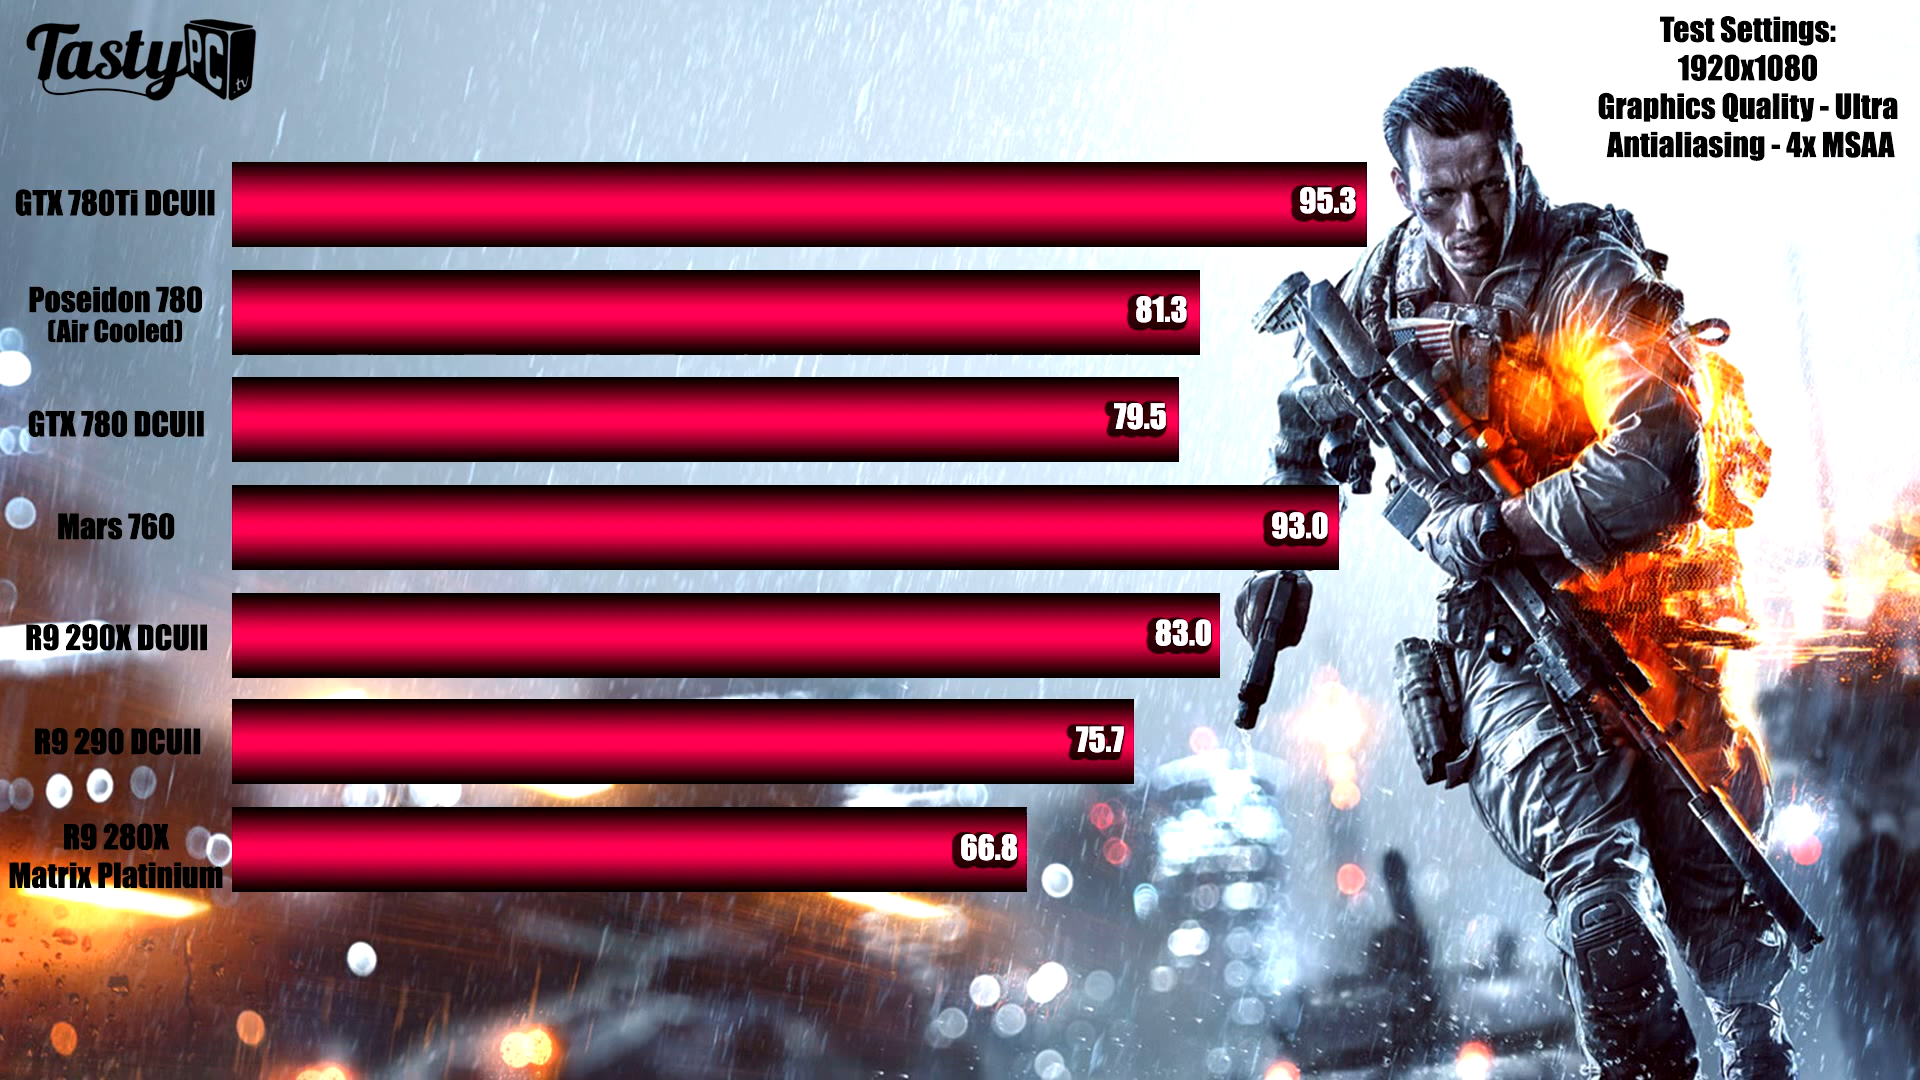 TastyPC.tv
Test Settings:
1920x1080
Graphics Quality - Ultra
Antialiasing - 4x MSAA
GTX 780Ti DCUII
95.3
Poseidon 780
(Air Cooled)
81.3
GTX 780 DCUII
79.5
Mars 760
93.0
R9 290X DCUII
83.0
R9 290 DCUII
75.7
R9 280X
Matrix Platinium
66.8